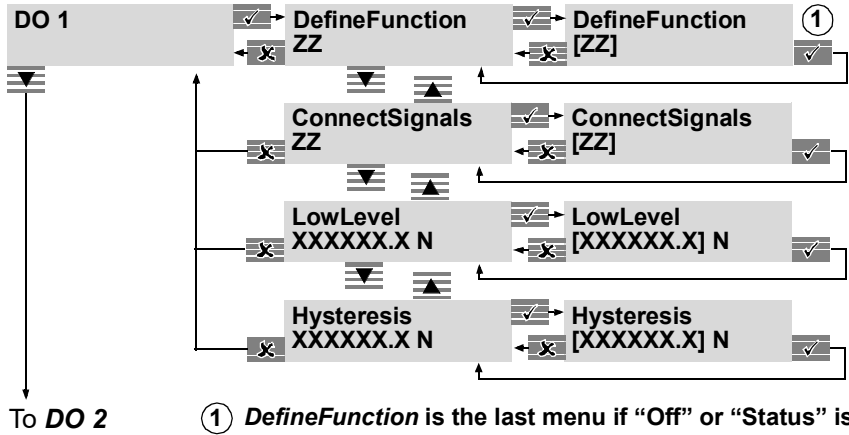 DO 1
DefineFunction
ZZ
DefineFunction
[ZZ]
1
ConnectSignals
ZZ
ConnectSignals
[ZZ]
LowLevel
XXXXXX.X N
LowLevel
[XXXXXX.X] N
Hysteresis
XXXXXX.X N
Hysteresis
[XXXXXX.X] N
To DO 2
1 DefineFunction is the last menu if “Off” or “Status” is